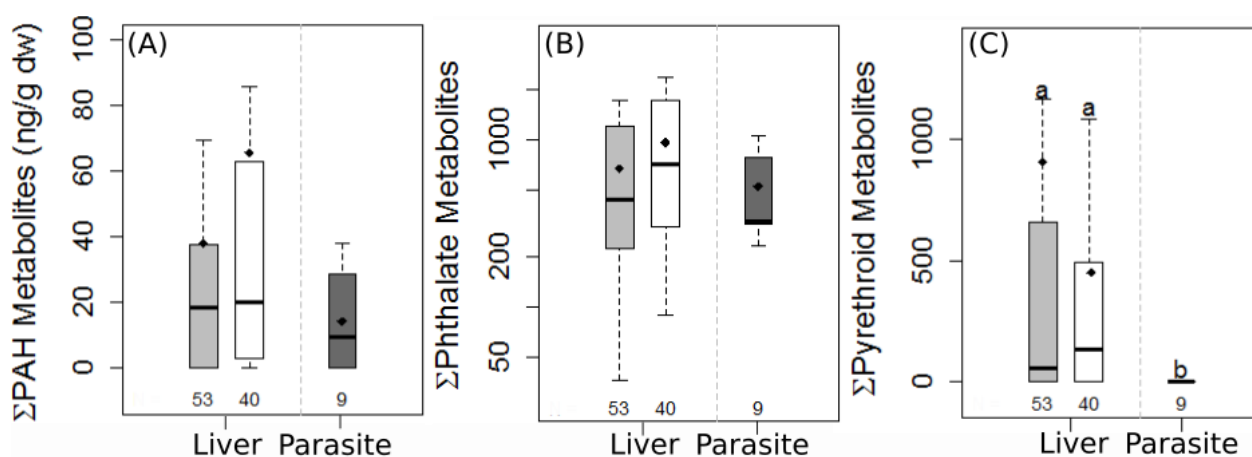 (A)
ΣPAH Metabolites (ng/g dw)
100
80
60
40
20
0
53 40 9
Liver Parasite
(B)
ΣPhthalate Metabolites
1000
200
50
53 40 9
Liver Parasite
(C)
ΣPyrethroid Metabolites
1000
500
0
a a b
53 40 9
Liver Parasite